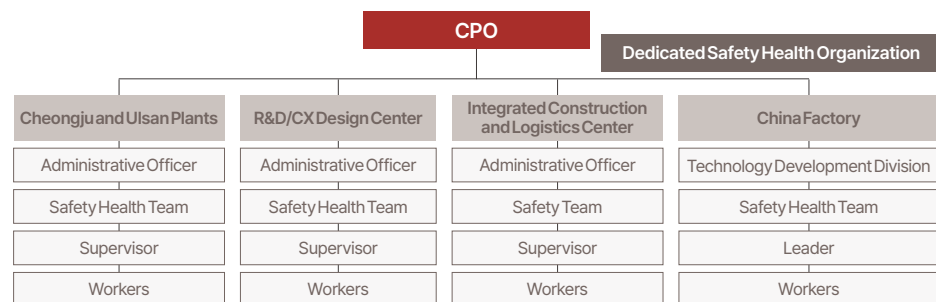 CPO
Dedicated Safety Health Organization
Cheongju and Ulsan Plants
Administrative Officer
Safety Health Team
Supervisor
Workers
R&D/CX Design Center
Administrative Officer
Safety Health Team
Supervisor
Workers
Integrated Construction
and Logistics Center
Administrative Officer
Safety Team
Supervisor
Workers
China Factory
Technology Development Division
Safety Health Team
Leader
Workers